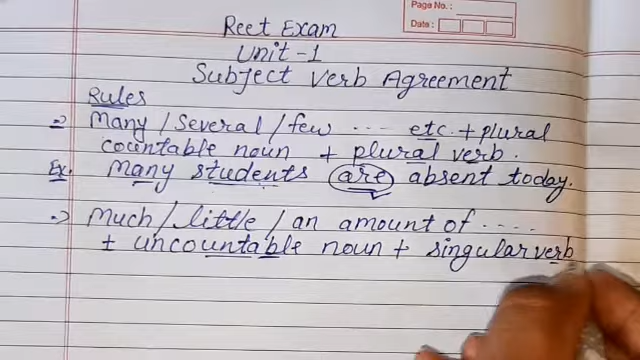 Page No.:
Date:
Reet Exam
Unit-1
Subject Verb Agreement
Rules
⇒ Many / Several / few ... etc. + plural
countable noun + plural verb.
Ex. Many students are absent today.
⇒ Much / little / an amount of ....
+ uncountable noun + singular verb